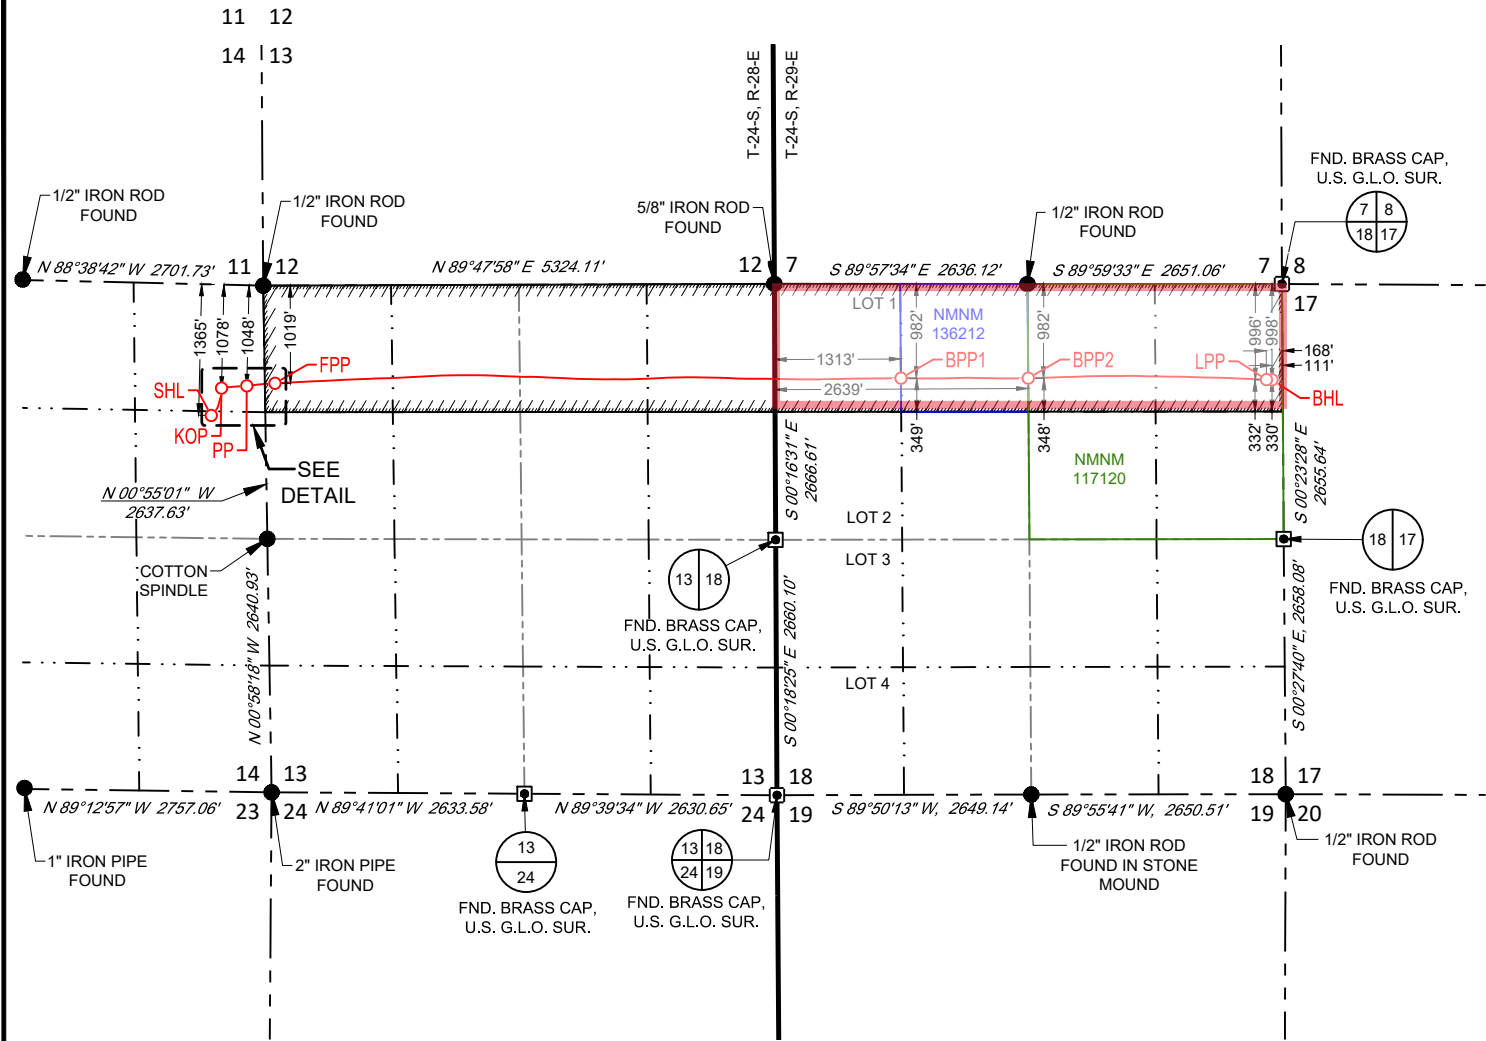 11 12
14 13
T-24-S, R-28-E
T-24-S, R-29-E
FND. BRASS CAP,
U.S. G.L.O. SUR.
7 8
18 17
1/2" IRON ROD
FOUND
1/2" IRON ROD
FOUND
5/8" IRON ROD
FOUND
1/2" IRON ROD
FOUND
N 88°38'42" W 2701.73'
11 12
N 89°47'58" E 5324.11'
12 7
S 89°57'34" E 2636.12'
S 89°59'33" E 2651.06'
7 8
17
LOT 1
NMNM
136212
1365'
1078'
1048'
1019'
982'
982'
996'
998'
168'
111'
1313'
2639'
FPP
BPP1
BPP2
LPP
BHL
SHL
KOP
PP
349'
348'
332'
330'
SEE
DETAIL
NMNM
117120
N 00°55'01" W
2637.63'
S 00°16'31" E
2666.61'
S 00°23'28" E
2655.64'
LOT 2
LOT 3
13 18
18 17
COTTON
SPINDLE
FND. BRASS CAP,
U.S. G.L.O. SUR.
FND. BRASS CAP,
U.S. G.L.O. SUR.
N 00°58'18" W 2640.93'
S 00°18'25" E 2660.10'
S 00°27'40" E, 2658.08'
LOT 4
14 13
23 24
13 18
24 19
18 17
19 20
N 89°12'57" W 2757.06'
N 89°41'01" W 2633.58'
N 89°39'34" W 2630.65'
S 89°50'13" W, 2649.14'
S 89°55'41" W, 2650.51'
1" IRON PIPE
FOUND
2" IRON PIPE
FOUND
13
24
FND. BRASS CAP,
U.S. G.L.O. SUR.
13 18
24 19
FND. BRASS CAP,
U.S. G.L.O. SUR.
1/2" IRON ROD
FOUND IN STONE
MOUND
1/2" IRON ROD
FOUND